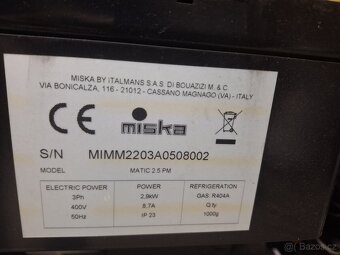 MISKA BY ITALMANS S.A.S. DI BOUAZIZI M. & C
VIA BONICALZA, 116 - 21012 - CASSANO MAGNAGO (VA) - ITALY
CE miska
S/N MIMM2203A0508002
MODEL MATIC 2.5 PM
ELECTRIC POWER POWER REFRIGERATION
3Ph 2,9kW GAS: R404A
400V 8,7A Q.ty
50Hz IP 23 1000g
Bazoš.cz